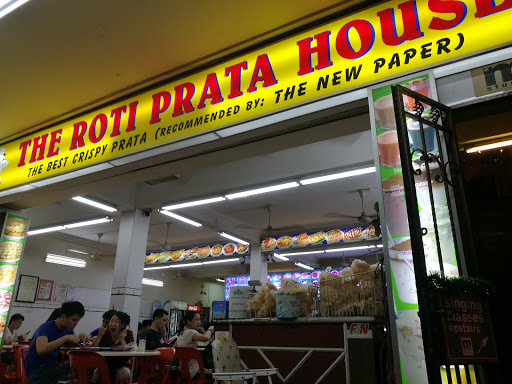 THE ROTI PRATA HOUSE
THE BEST CRISPY PRATA (RECOMMENDED BY: THE NEW PAPER)
singing
classes
upstairs
F&N